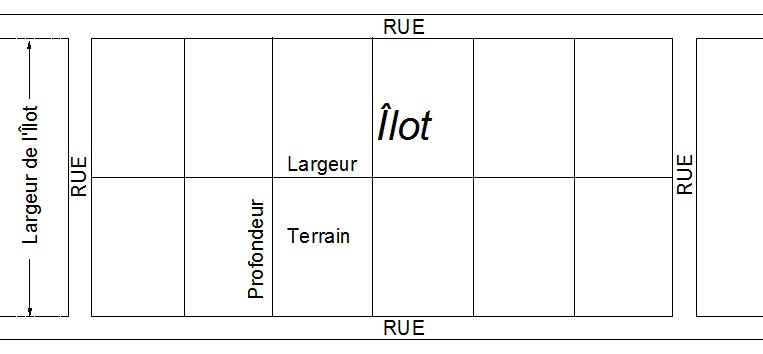 RUE
Îlot
Largeur de l'Îlot
RUE
Largeur
RUE
Profondeur
Terrain
RUE